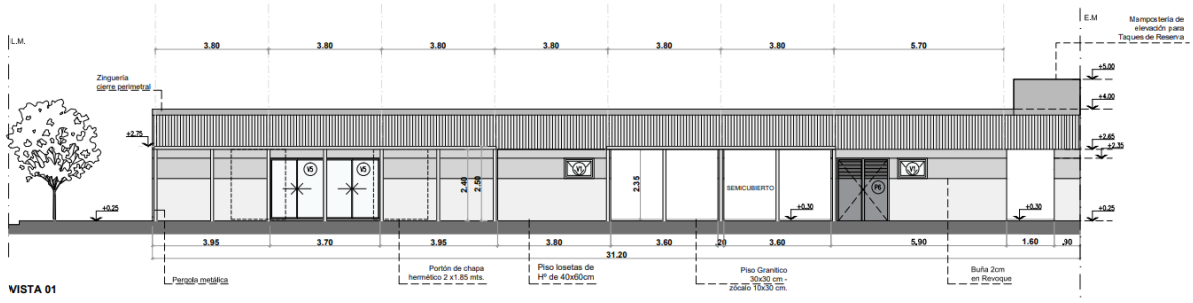 L.M.
E.M
3.80
3.80
3.80
3.80
3.80
3.80
5.70
Mampostería de
elevación para
Taques de Reserva
Zinguería
cierre perimetral
+5.00
+4.00
+2.75
+2.65
+2.35
V5
V5
2.40
2.50
2.35
SEMICUBIERTO
P6
+0.25
+0.30
+0.30
+0.25
3.95
3.70
3.95
3.80
3.60
.20
3.60
5.90
1.60
.90
31.20
Pergola metálica
Portón de chapa
hermético 2 x1.85 mts.
Piso losetas de
Hº de 40x60cm
Piso Granitico
30x30 cm -
zócalo 10x30 cm.
Buña 2cm
en Revoque
VISTA 01